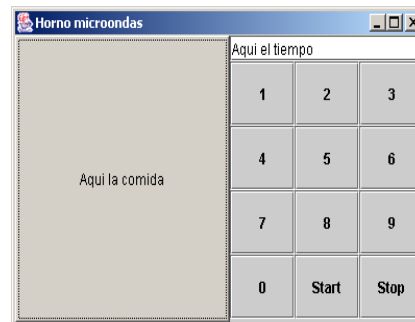 Horno microondas
Aqui la comida
Aqui el tiempo
1 2 3
4 5 6
7 8 9
0 Start Stop